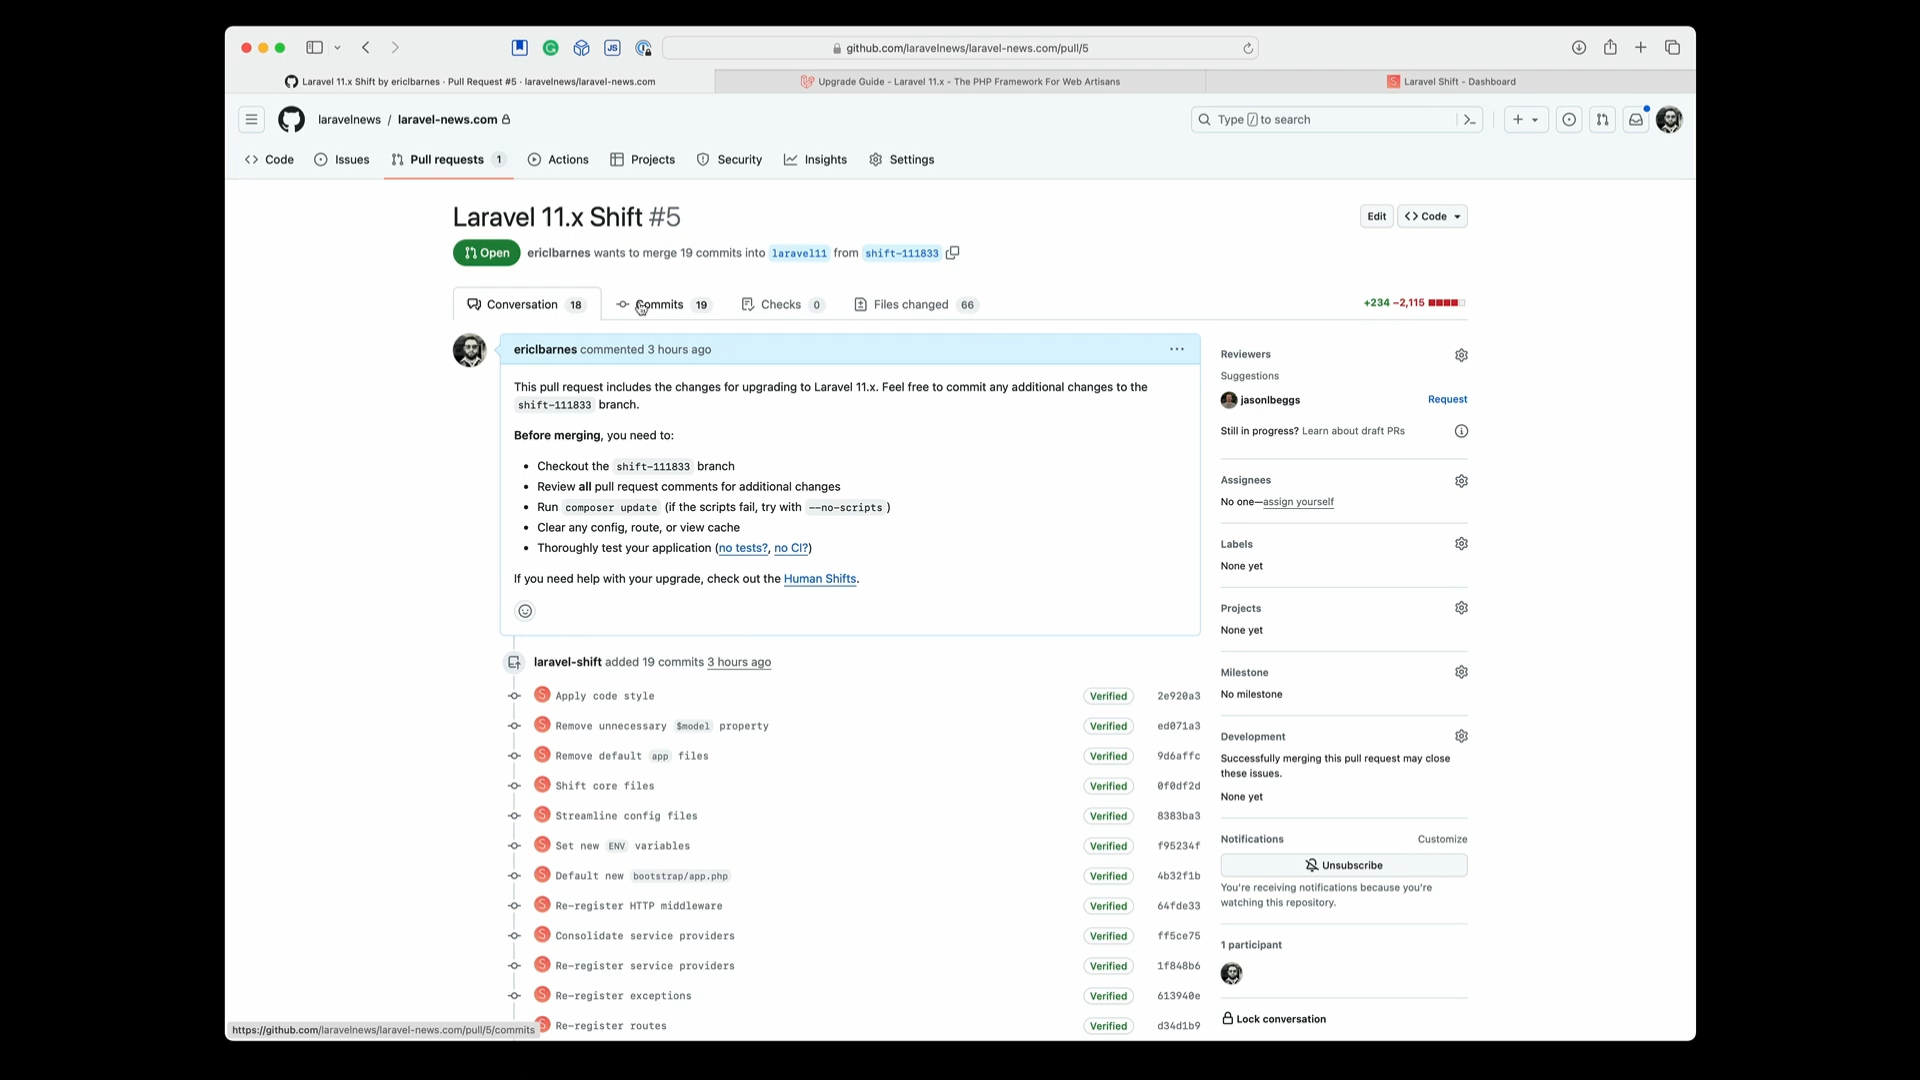 github.com/laravelnews/laravel-news.com/pull/5
Laravel 11.x Shift by ericlbarnes · Pull Request #5 · laravelnews/laravel-news.com
Upgrade Guide - Laravel 11.x - The PHP Framework For Web Artisans
Laravel Shift - Dashboard
laravelnews / laravel-news.com
Type / to search
Code
Issues
Pull requests 1
Actions
Projects
Security
Insights
Settings
Laravel 11.x Shift #5
Edit
<> Code
Open
ericlbarnes wants to merge 19 commits into laravel11 from shift-111833
Conversation 18
Commits 19
Checks 0
Files changed 66
+234 −2,115
ericlbarnes commented 3 hours ago
This pull request includes the changes for upgrading to Laravel 11.x. Feel free to commit any additional changes to the
shift-111833 branch.
Before merging, you need to:
• Checkout the shift-111833 branch
• Review all pull request comments for additional changes
• Run composer update (if the scripts fail, try with --no-scripts )
• Clear any config, route, or view cache
• Thoroughly test your application (no tests?, no CI?)
If you need help with your upgrade, check out the Human Shifts.
laravel-shift added 19 commits 3 hours ago
Apply code style Verified 2e920a3
Remove unnecessary $model property Verified ed071a3
Remove default app files Verified 9d6affc
Shift core files Verified 0f0df2d
Streamline config files Verified 8383ba3
Set new ENV variables Verified f95234f
Default new bootstrap/app.php Verified 4b32f1b
Re-register HTTP middleware Verified 64fde33
Consolidate service providers Verified ff5ce75
Re-register service providers Verified 1f848b6
Re-register exceptions Verified 613940e
Re-register routes Verified d34d1b9
Reviewers
Suggestions
jasonlbeggs Request
Still in progress? Learn about draft PRs
Assignees
No one—assign yourself
Labels
None yet
Projects
None yet
Milestone
No milestone
Development
Successfully merging this pull request may close
these issues.
None yet
Notifications Customize
Unsubscribe
You're receiving notifications because you're
watching this repository.
1 participant
Lock conversation
https://github.com/laravelnews/laravel-news.com/pull/5/commits